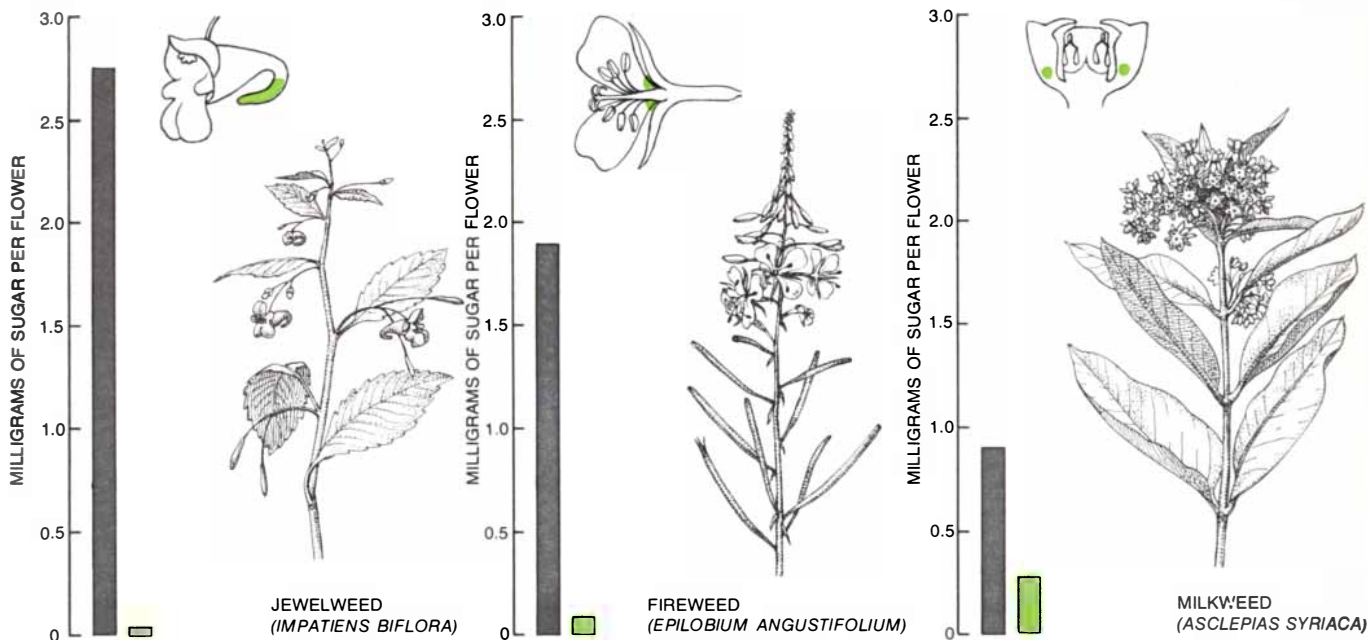 MILLIGRAMS OF SUGAR PER FLOWER
3.0
2.5
2.0
1.5
1.0
0.5
0
JEWELWEED
(IMPATIENS BIFLORA)
MILLIGRAMS OF SUGAR PER FLOWER
3.0
2.5
2.0
1.5
1.0
0.5
0
FIREWEED
(EPILOBIUM ANGUSTIFOLIUM)
MILLIGRAMS OF SUGAR PER FLOWER
3.0
2.5
2.0
1.5
1.0
0.5
0
MILKWEED
(ASCLEPIAS SYRIACA)